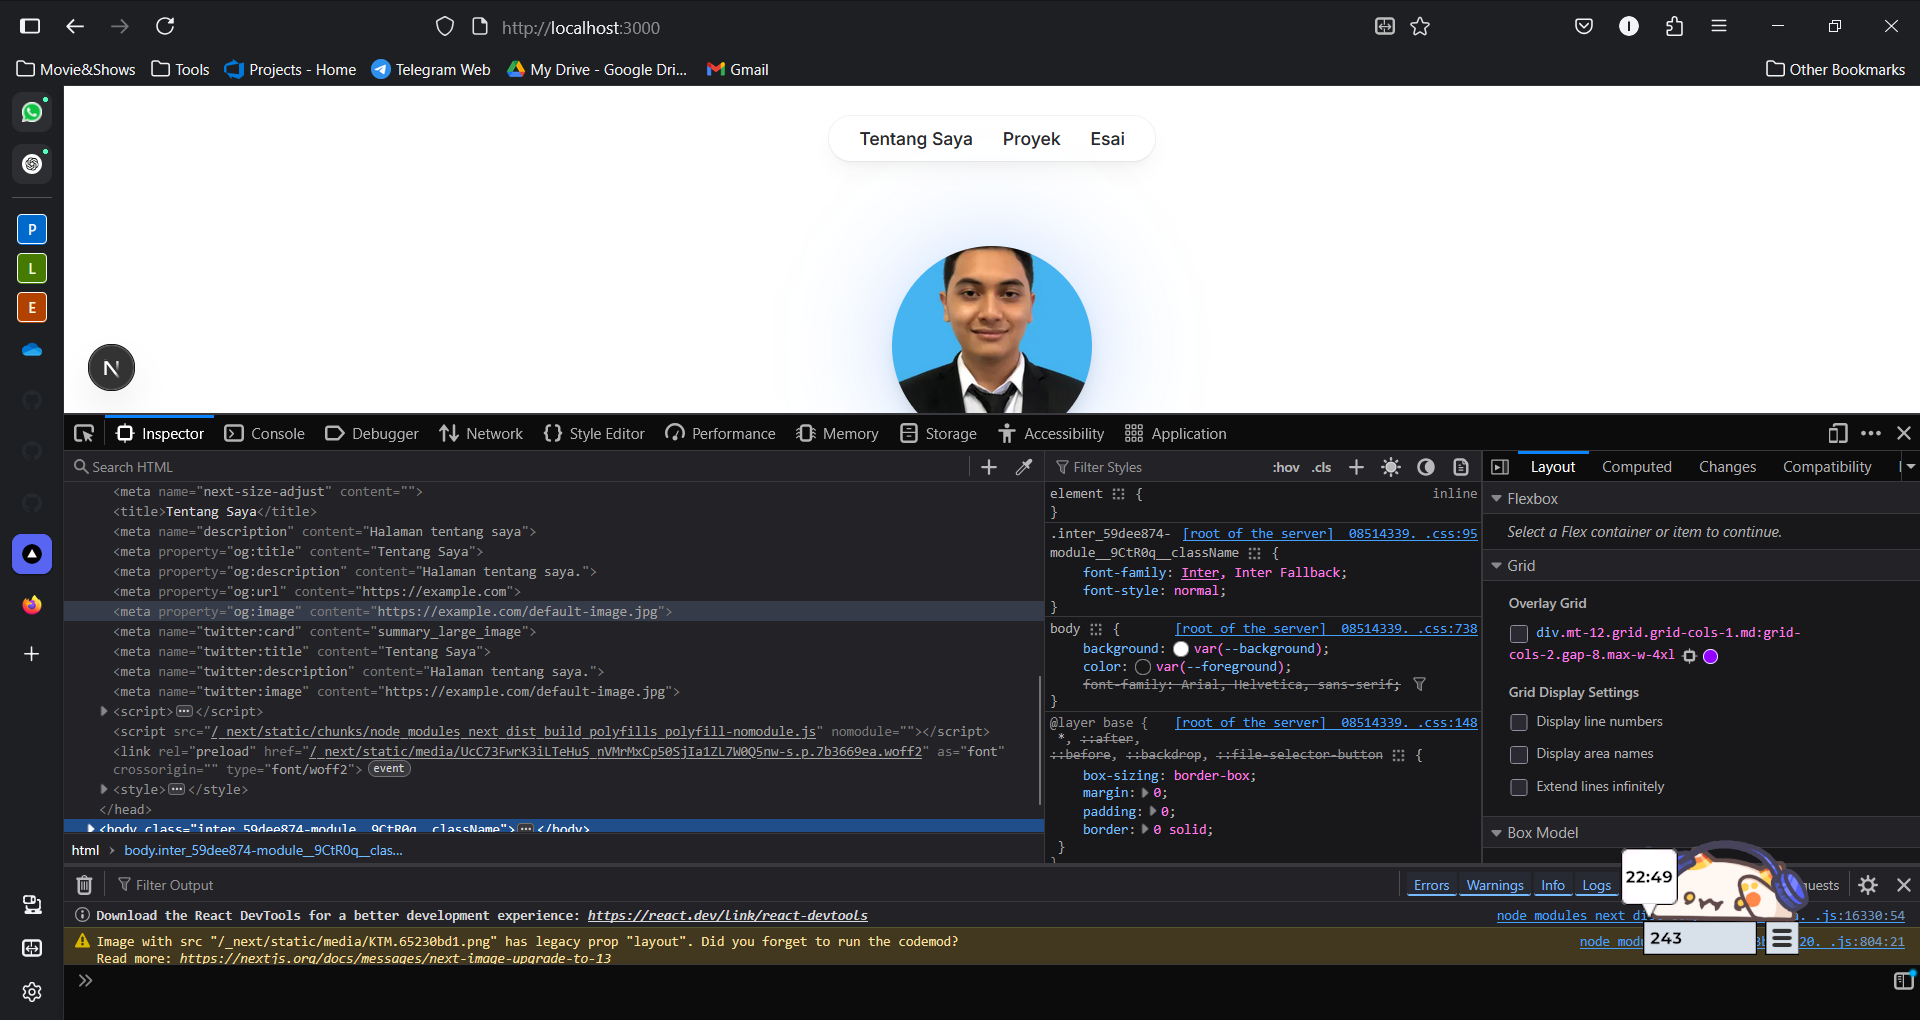 http://localhost:3000
Movie&Shows
Tools
Projects - Home
Telegram Web
My Drive - Google Dri...
Gmail
Other Bookmarks
P
L
E
Tentang Saya
Proyek
Esai
N
Inspector
Console
Debugger
Network
Style Editor
Performance
Memory
Storage
Accessibility
Application
Search HTML
<meta name="next-size-adjust" content="">
<title>Tentang Saya</title>
<meta name="description" content="Halaman tentang saya">
<meta property="og:title" content="Tentang Saya">
<meta property="og:description" content="Halaman tentang saya.">
<meta property="og:url" content="https://example.com">
<meta property="og:image" content="https://example.com/default-image.jpg">
<meta name="twitter:card" content="summary_large_image">
<meta name="twitter:title" content="Tentang Saya">
<meta name="twitter:description" content="Halaman tentang saya.">
<meta name="twitter:image" content="https://example.com/default-image.jpg">
<script>…</script>
<script src="/_next/static/chunks/node_modules_next_dist_build_polyfills_polyfill-nomodule.js" nomodule=""></script>
<link rel="preload" href="/_next/static/media/UcC73FwrK3iLTeHuS_nVMrMxCp50SjIa1ZL7W0Q5nw-s.p.7b3669ea.woff2" as="font"
crossorigin="" type="font/woff2"> event
<style>…</style>
</head>
<body class="inter_59dee874-module__9CtR0q__className">…</body>
html
body.inter_59dee874-module__9CtR0q__clas…
Filter Styles
:hov .cls
element { inline
}
.inter_59dee874- [root of the server]__08514339._.css:95
module__9CtR0q__className {
font-family: Inter, Inter Fallback;
font-style: normal;
}
body { [root of the server]__08514339._.css:738
background: var(--background);
color: var(--foreground);
font-family: Arial, Helvetica, sans-serif;
}
@layer base { [root of the server]__08514339._.css:148
*, ::after,
::before, ::backdrop, ::file-selector-button {
box-sizing: border-box;
margin: 0;
padding: 0;
border: 0 solid;
}
Layout
Computed
Changes
Compatibility
Flexbox
Select a Flex container or item to continue.
Grid
Overlay Grid
div.mt-12.grid.grid-cols-1.md:grid-
cols-2.gap-8.max-w-4xl
Grid Display Settings
Display line numbers
Display area names
Extend lines infinitely
Box Model
Filter Output
Errors
Warnings
Info
Logs
22:49
243
Download the React DevTools for a better development experience: https://react.dev/link/react-devtools
.js:16330:54
Image with src "/_next/static/media/KTM.65230bd1.png" has legacy prop "layout". Did you forget to run the codemod?
.js:804:21
Read more: https://nextjs.org/docs/messages/next-image-upgrade-to-13